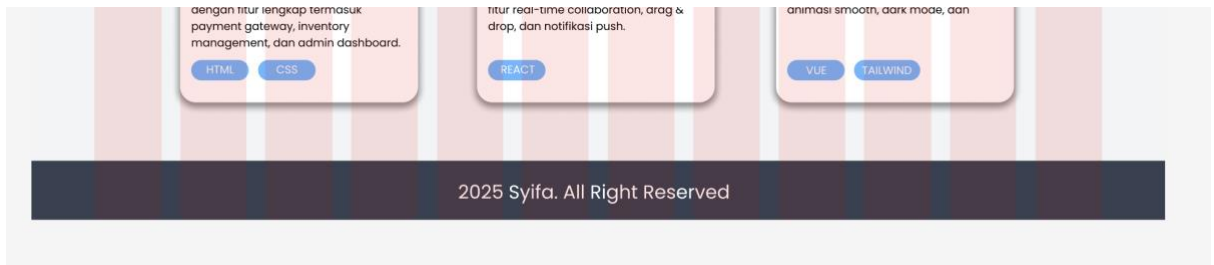 dengan fitur lengkap termasuk
payment gateway, inventory
management, dan admin dashboard.
HTML CSS
fitur real-time collaboration, drag &
drop, dan notifikasi push.
REACT
animasi smooth, dark mode, dan
VUE TAILWIND
2025 Syifa. All Right Reserved